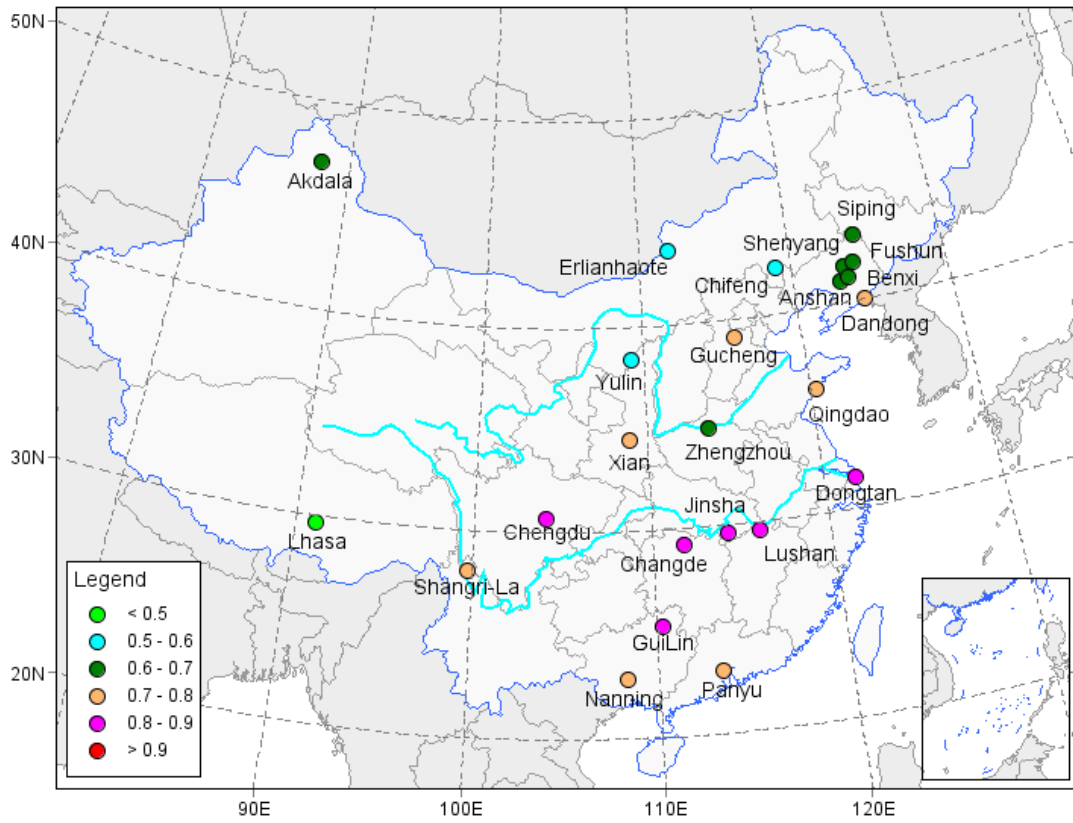 50N
40N
30N
20N
Akdala
Siping
Shenyang
Fushun
Erlianhaote
Chifeng
Benxi
Anshan
Dandong
Gucheng
Yulin
Qingdao
Zhengzhou
Xian
Dongtan
Jinsha
Lhasa
Chengdu
Changde
Lushan
Shangri-La
GuiLin
Nanning
Panyu
Legend
< 0.5
0.5 - 0.6
0.6 - 0.7
0.7 - 0.8
0.8 - 0.9
> 0.9
90E
100E
110E
120E